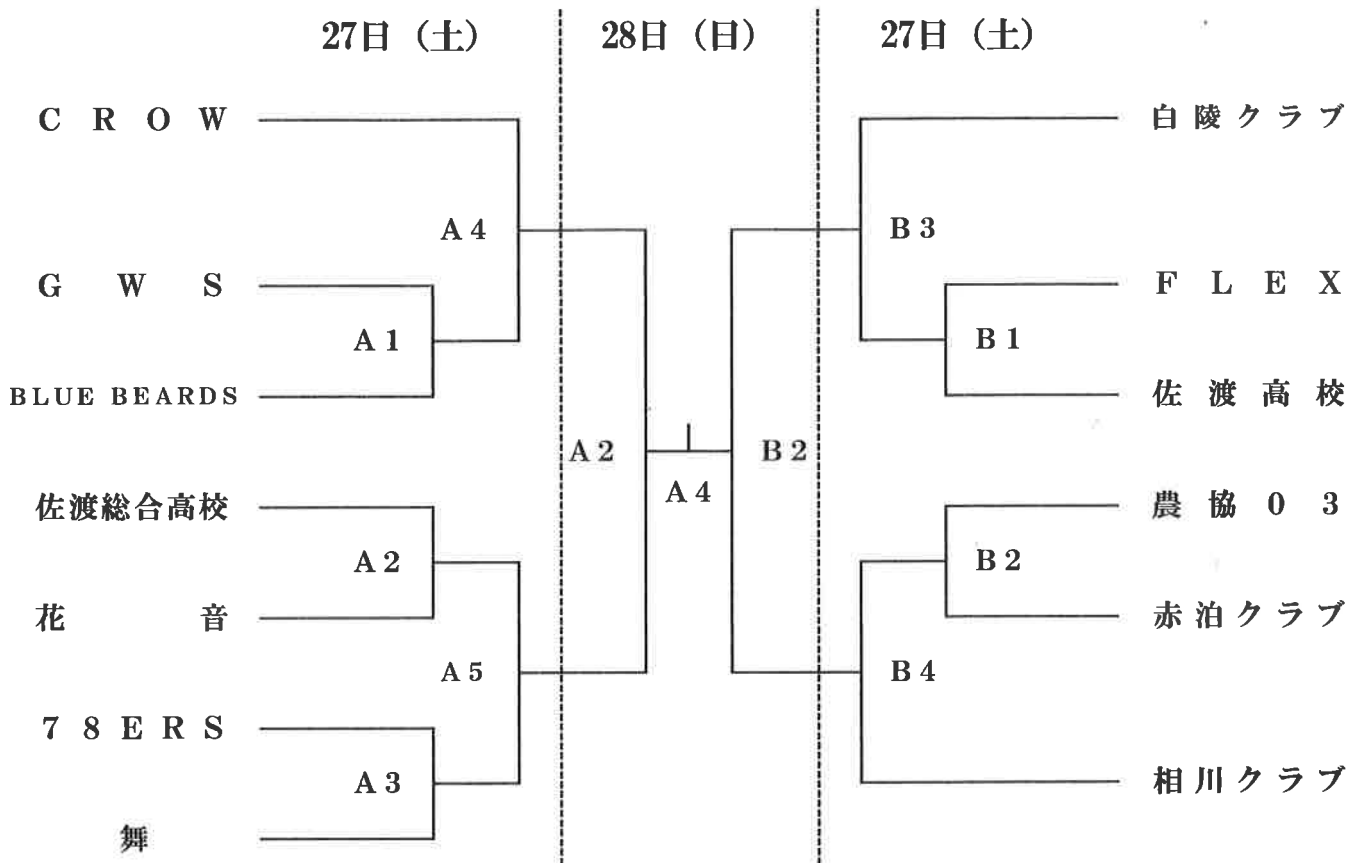 27日（土） 28日（日） 27日（土）
CROW 白陵クラブ
A4 B3
GWS FLEX
A1 B1
BLUE BEARDS 佐渡高校
A2 B2
A4
佐渡総合高校 農協03
A2 B2
花音 赤泊クラブ
A5 B4
78ERS
A3 相川クラブ
舞